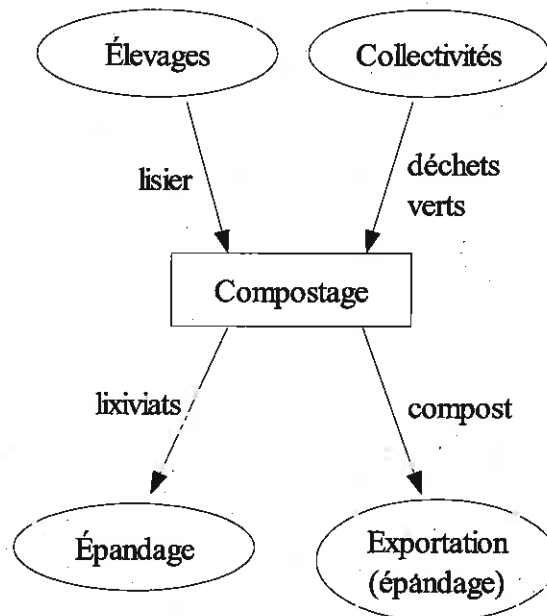 Élevages
Collectivités
lisier
déchets
verts
Compostage
lixiviats
compost
Épandage
Exportation
(épandage)